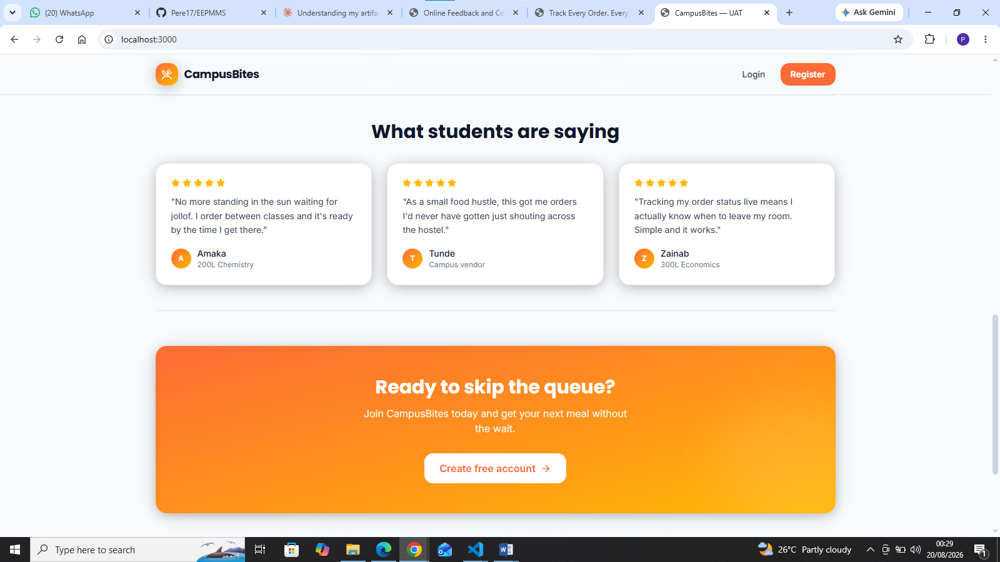 (20) WhatsApp
Pere17/EEPMMS
Understanding my artifa
Online Feedback and Co
Track Every Order. Every
CampusBites — UAT
Ask Gemini
localhost:3000
P
CampusBites
Login
Register
What students are saying
"No more standing in the sun waiting for
jollof. I order between classes and it's ready
by the time I get there."
A
Amaka
200L Chemistry
"As a small food hustle, this got me orders
I'd never have gotten just shouting across
the hostel."
T
Tunde
Campus vendor
"Tracking my order status live means I
actually know when to leave my room.
Simple and it works."
Z
Zainab
300L Economics
Ready to skip the queue?
Join CampusBites today and get your next meal without
the wait.
Create free account
Type here to search
26°C Partly cloudy
00:29
20/08/2026
1